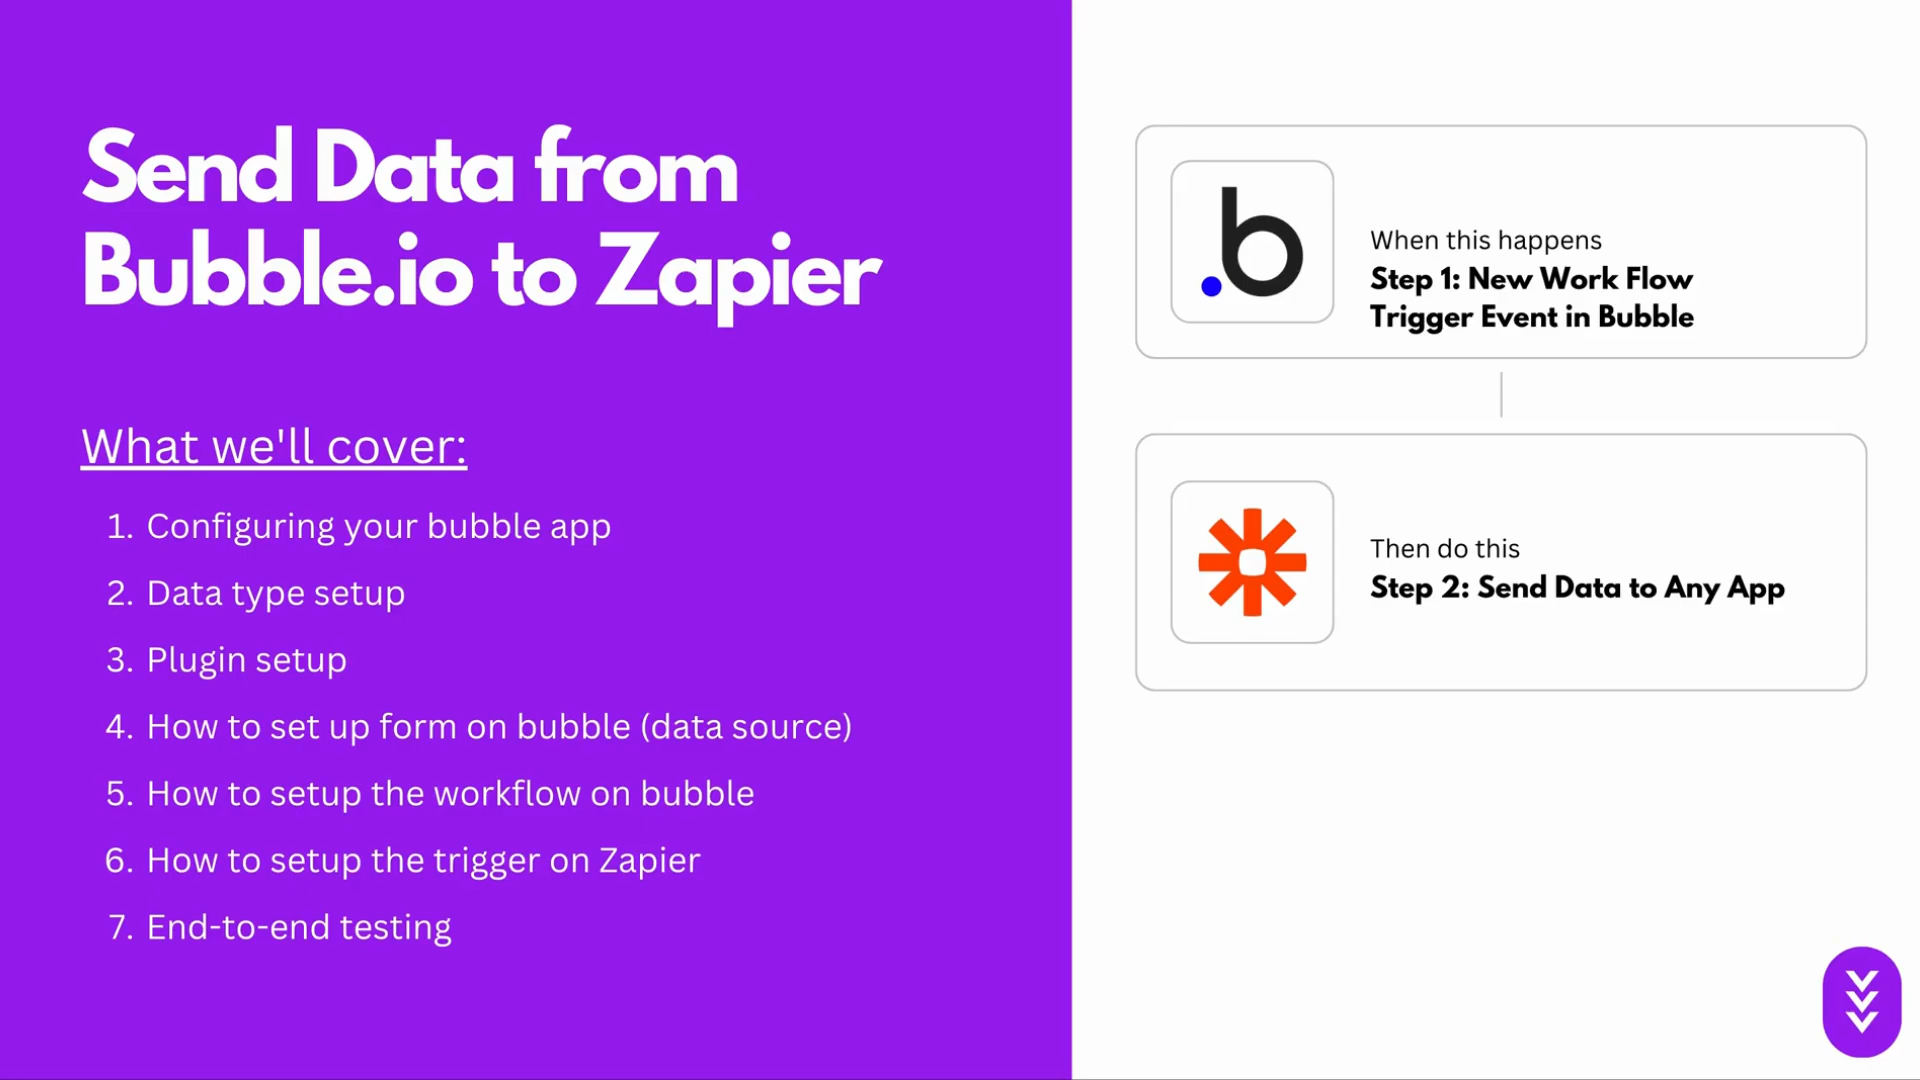 Send Data from
Bubble.io to Zapier
What we'll cover:
1. Configuring your bubble app
2. Data type setup
3. Plugin setup
4. How to set up form on bubble (data source)
5. How to setup the workflow on bubble
6. How to setup the trigger on Zapier
7. End-to-end testing
.b
When this happens
Step 1: New Work Flow
Trigger Event in Bubble
Then do this
Step 2: Send Data to Any App